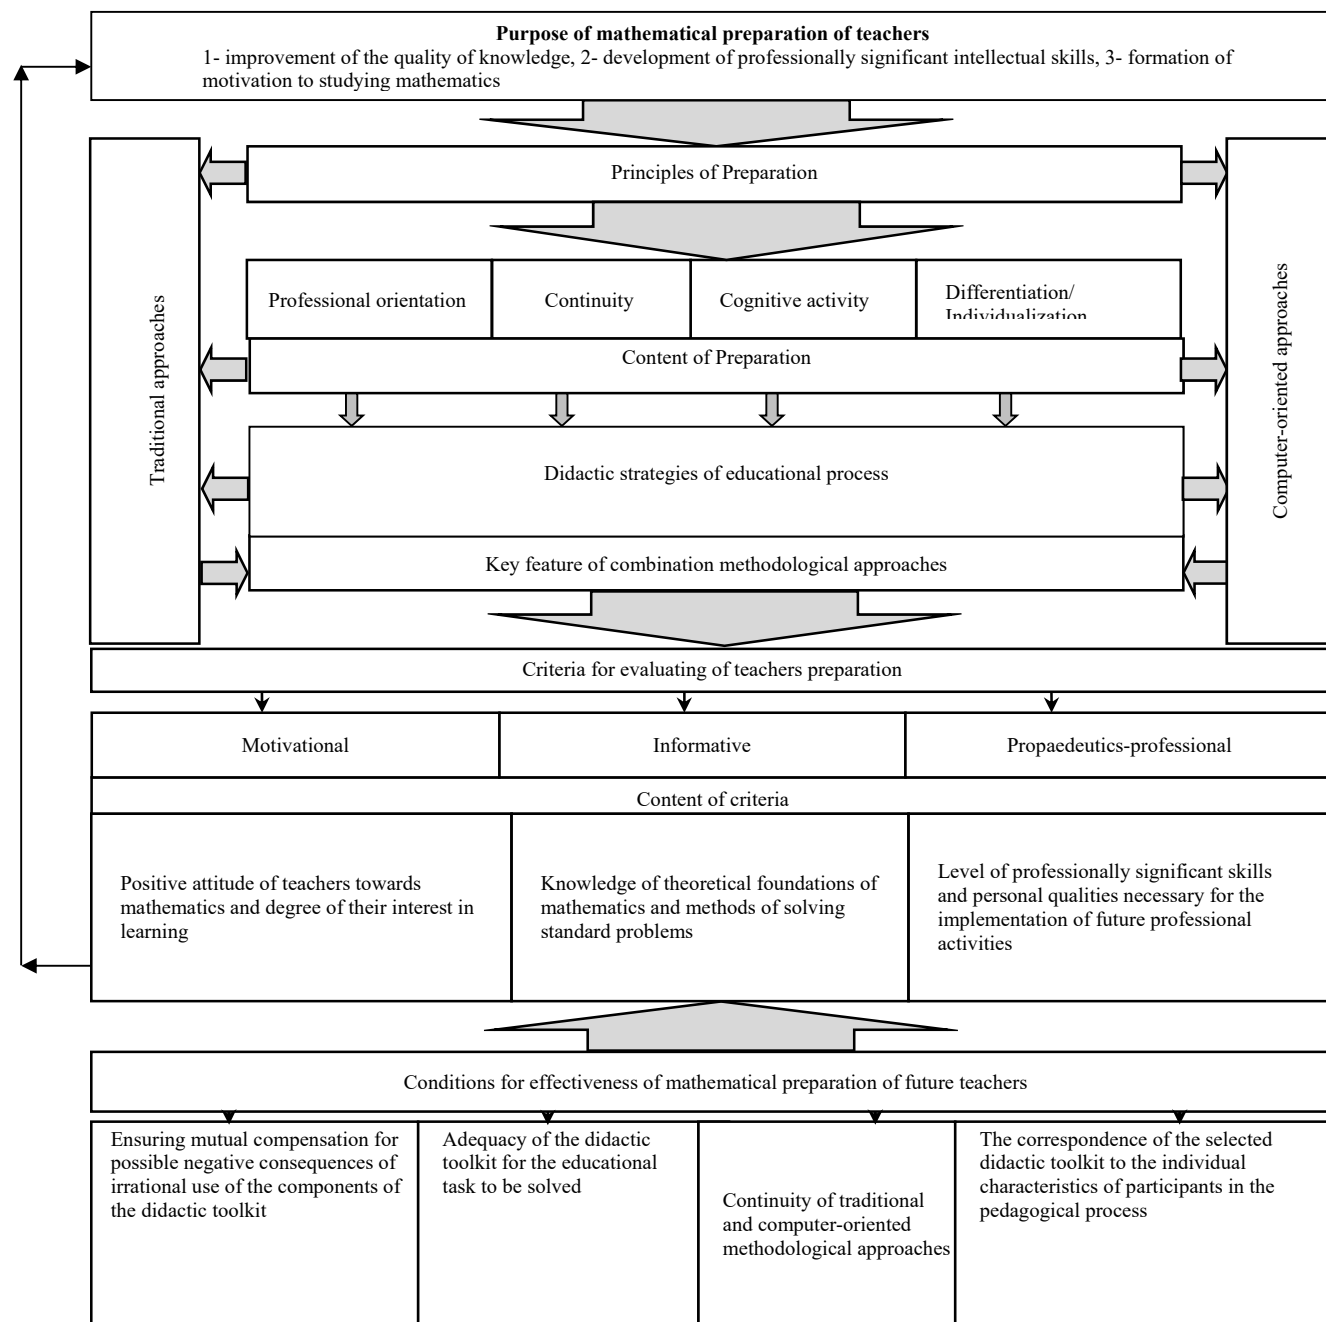 Purpose of mathematical preparation of teachers
1- improvement of the quality of knowledge, 2- development of professionally significant intellectual skills, 3- formation of
motivation to studying mathematics
Principles of Preparation
Traditional approaches
Computer-oriented approaches
Professional orientation
Continuity
Cognitive activity
Differentiation/
Individualization
Content of Preparation
Didactic strategies of educational process
Key feature of combination methodological approaches
Criteria for evaluating of teachers preparation
Motivational
Informative
Propaedeutics-professional
Content of criteria
Positive attitude of teachers towards
mathematics and degree of their interest in
learning
Knowledge of theoretical foundations of
mathematics and methods of solving
standard problems
Level of professionally significant skills
and personal qualities necessary for the
implementation of future professional
activities
Conditions for effectiveness of mathematical preparation of future teachers
Ensuring mutual compensation for
possible negative consequences of
irrational use of the components of
the didactic toolkit
Adequacy of the didactic
toolkit for the educational
task to be solved
Continuity of traditional
and computer-oriented
methodological approaches
The correspondence of the selected
didactic toolkit to the individual
characteristics of participants in the
pedagogical process